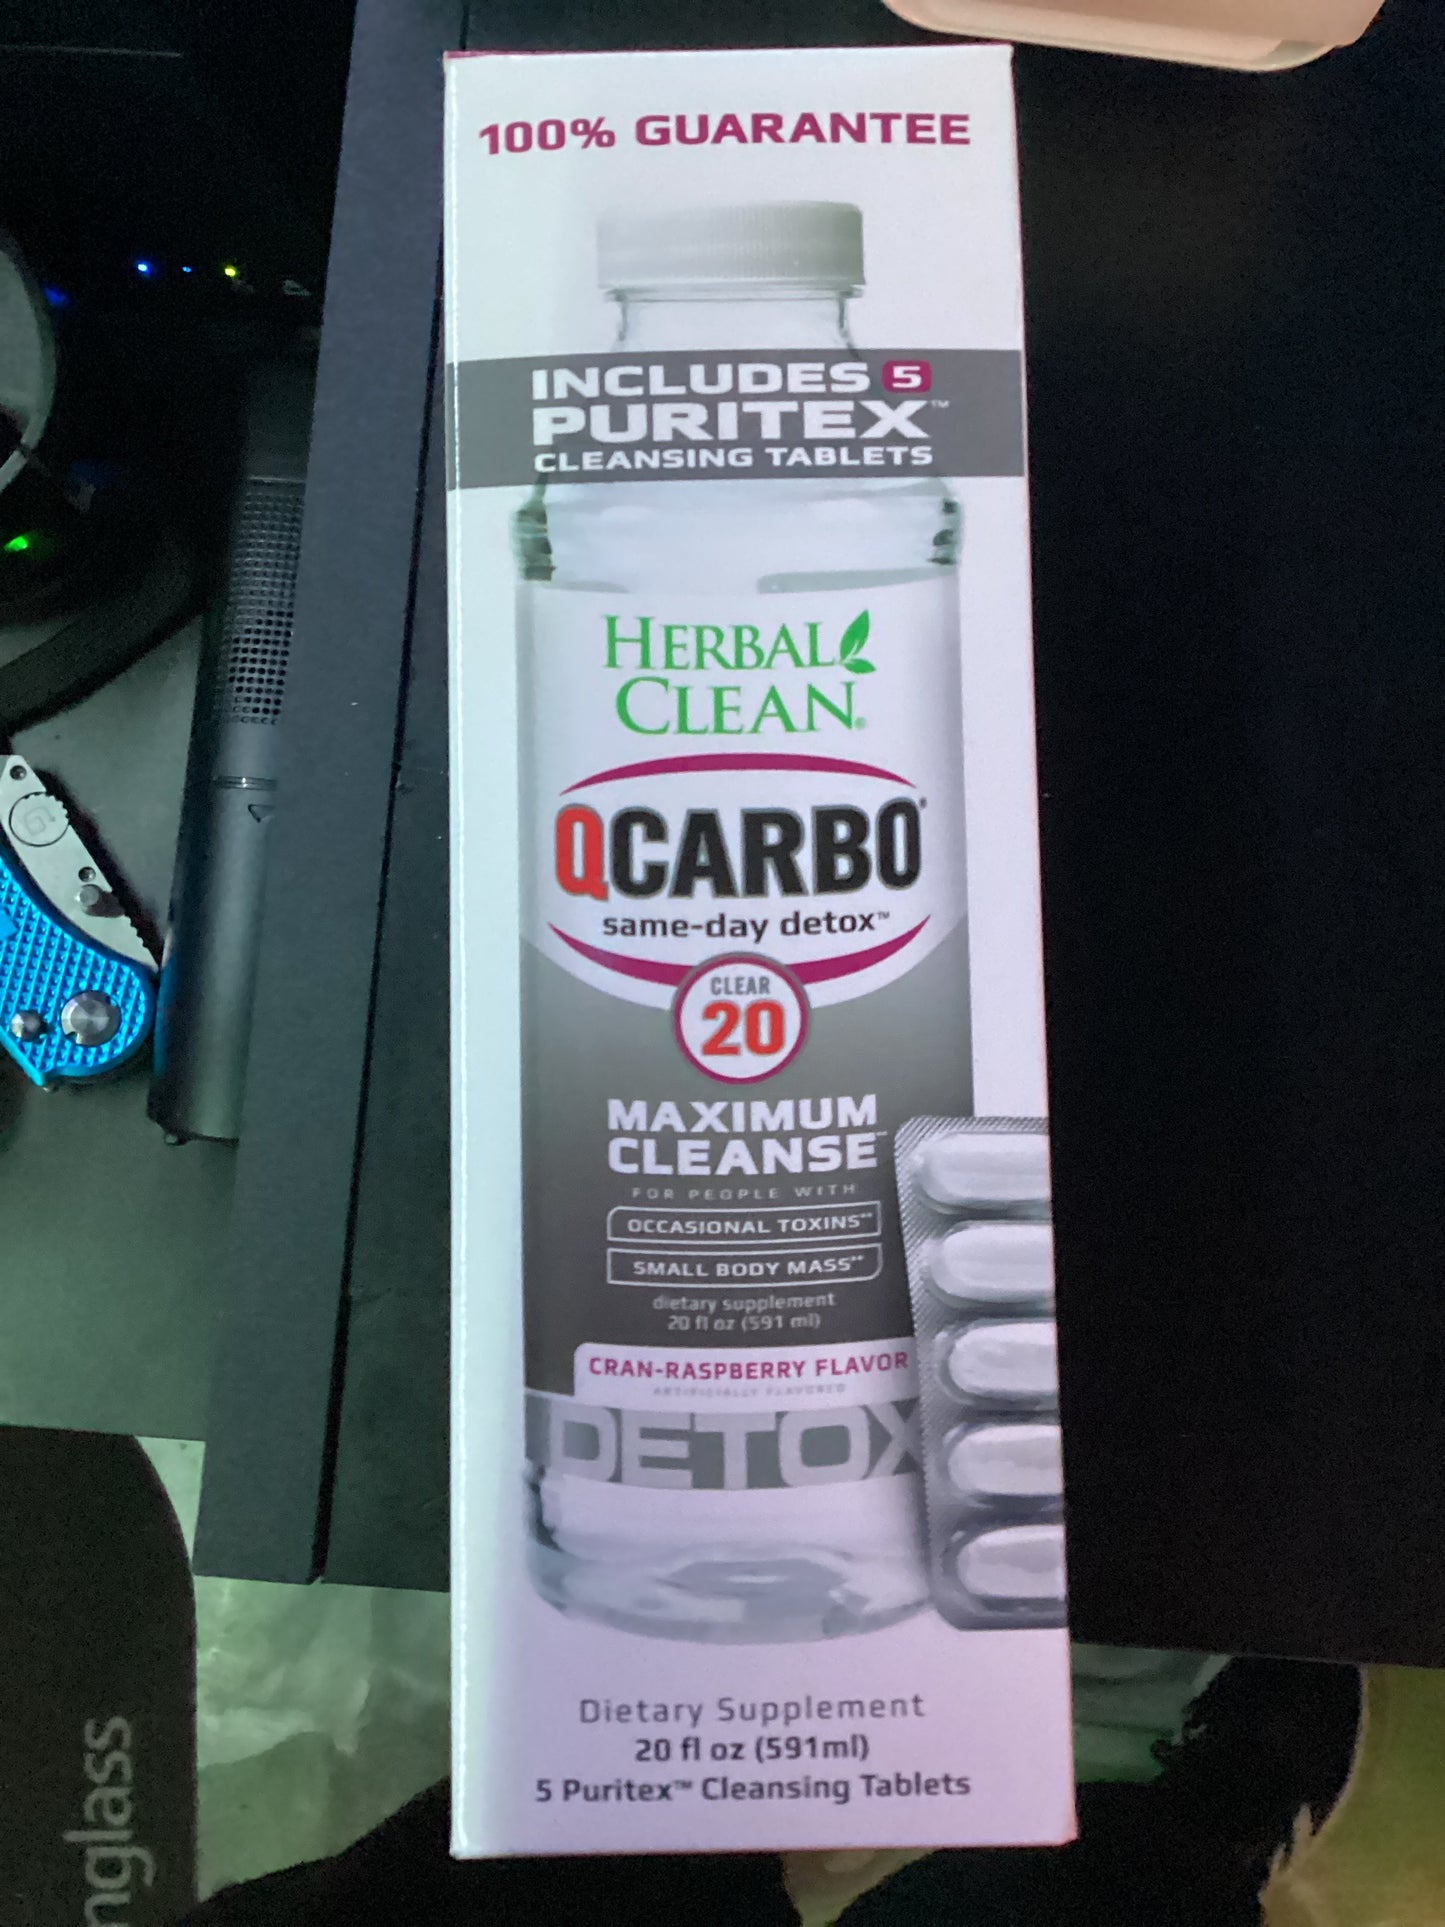 100% GUARANTEE
INCLUDES 5
PURITEX™
CLEANSING TABLETS
HERBAL
CLEAN®
QCARBO®
same-day detox™
CLEAR
20
MAXIMUM
CLEANSE™
FOR PEOPLE WITH
OCCASIONAL TOXINS**
SMALL BODY MASS**
dietary supplement
20 fl oz (591 ml)
CRAN-RASPBERRY FLAVOR
ARTIFICIALLY FLAVORED
DETOX
Dietary Supplement
20 fl oz (591ml)
5 Puritex™ Cleansing Tablets
nglass